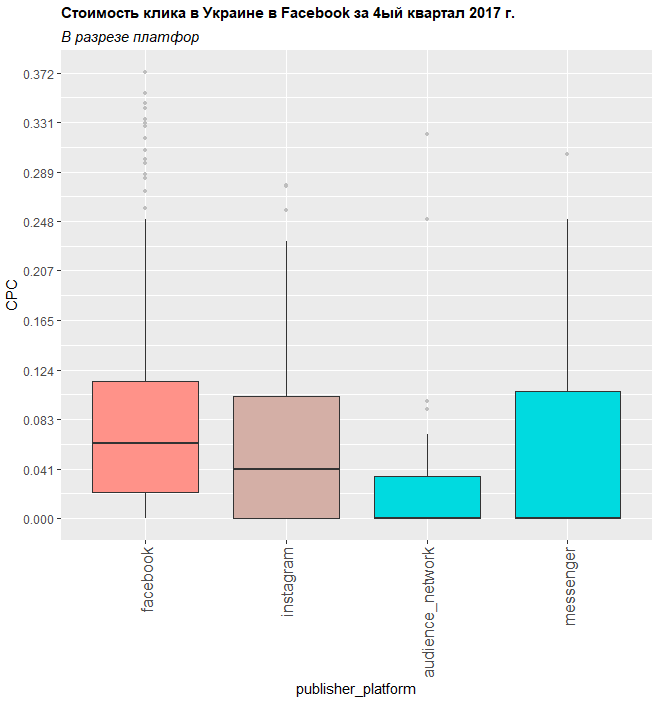 Стоимость клика в Украине в Facebook за 4ый квартал 2017 г.
В разрезе платфор
0.372
0.331
0.289
0.248
0.207
0.165
0.124
0.083
0.041
0.000
CPC
facebook
instagram
audience_network
messenger
publisher_platform